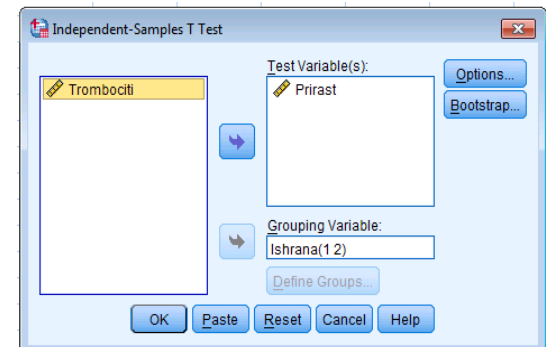 Independent-Samples T Test
Test Variable(s):
Trombociti
Prirast
Options...
Bootstrap...
Grouping Variable:
Ishrana(1 2)
Define Groups...
OK Paste Reset Cancel Help